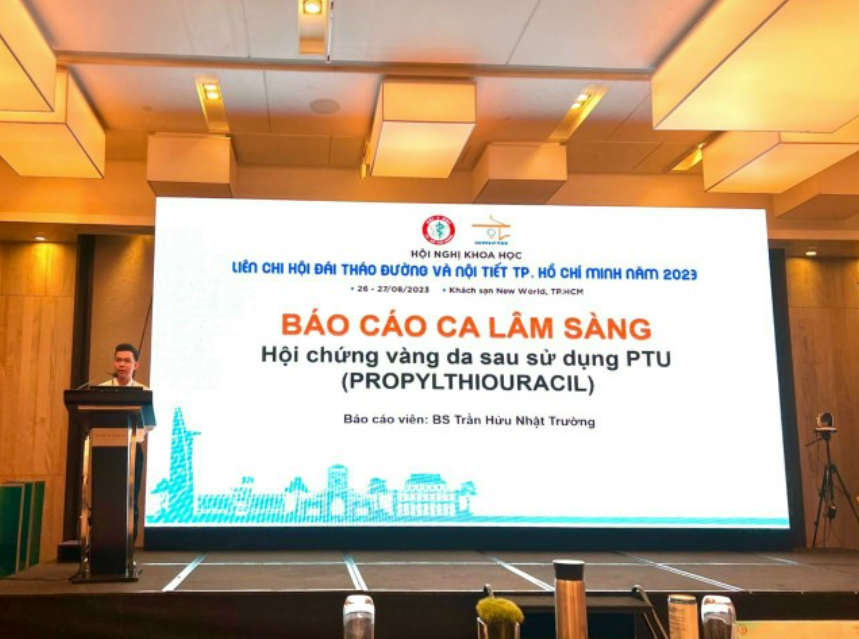 HỘI NGHỊ KHOA HỌC
LIÊN CHI HỘI ĐÁI THÁO ĐƯỜNG VÀ NỘI TIẾT TP. HỒ CHÍ MINH NĂM 2023
• 26 - 27/08/2023 • Khách sạn New World, TP.HCM
BÁO CÁO CA LÂM SÀNG
Hội chứng vàng da sau sử dụng PTU
(PROPYLTHIOURACIL)
Báo cáo viên: BS Trần Hữu Nhật Trường